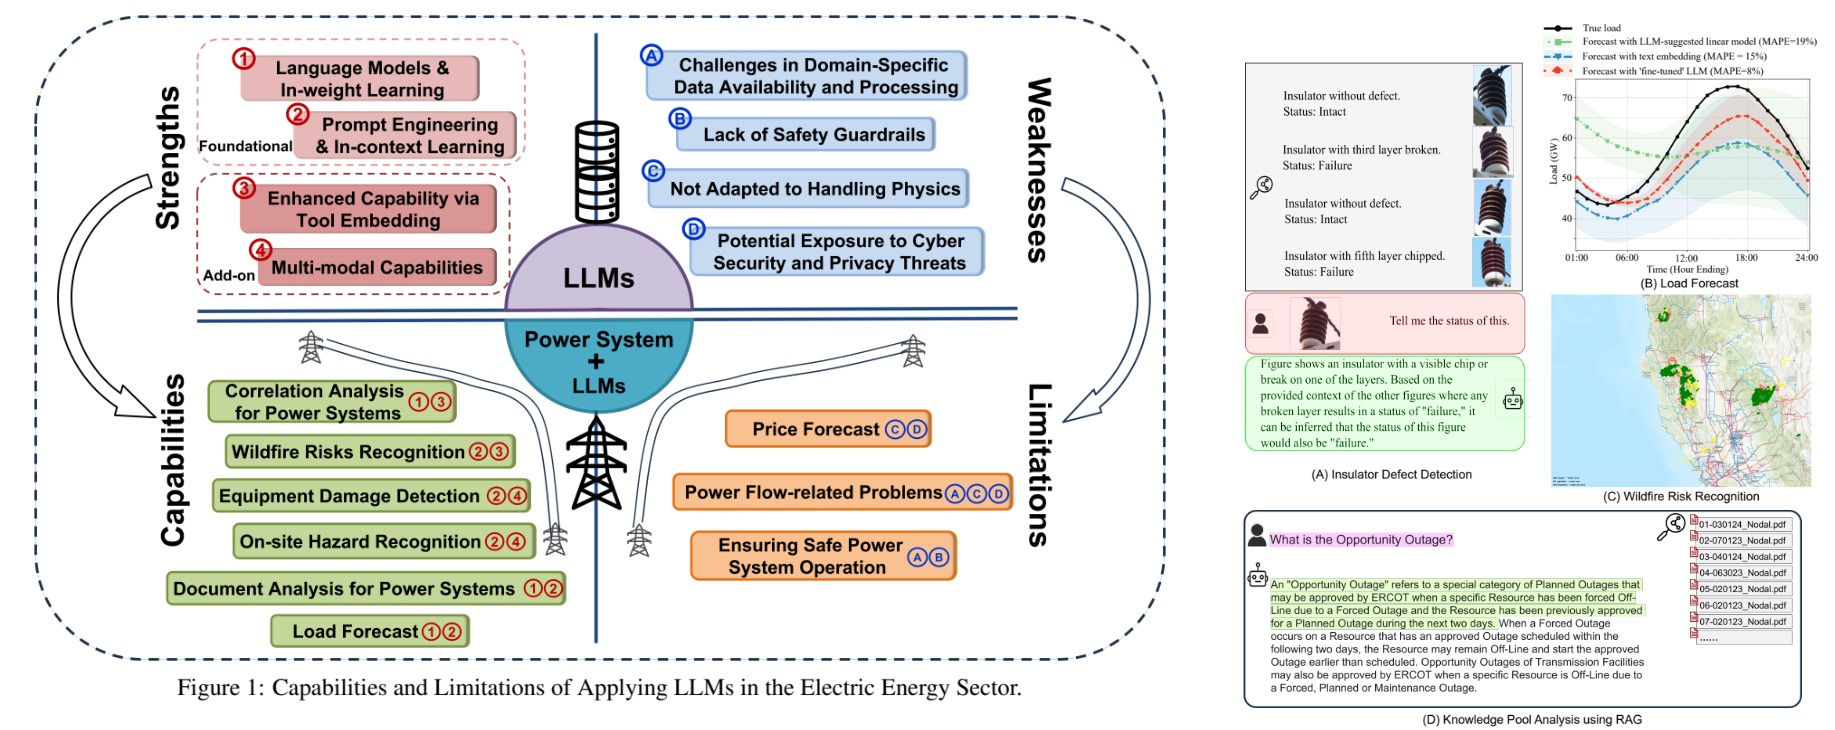 Strengths
1
Language Models &
In-weight Learning
2
Prompt Engineering
& In-context Learning
Foundational
3
Enhanced Capability via
Tool Embedding
4
Multi-modal Capabilities
Add-on
Weaknesses
A
Challenges in Domain-Specific
Data Availability and Processing
B
Lack of Safety Guardrails
C
Not Adapted to Handling Physics
D
Potential Exposure to Cyber
Security and Privacy Threats
LLMs
Power System
+
LLMs
Capabilities
Correlation Analysis
for Power Systems 1 3
Wildfire Risks Recognition 2 3
Equipment Damage Detection 2 4
On-site Hazard Recognition 2 4
Document Analysis for Power Systems 1 2
Load Forecast 1 2
Limitations
Price Forecast C D
Power Flow-related Problems A C D
Ensuring Safe Power
System Operation A B
Figure 1: Capabilities and Limitations of Applying LLMs in the Electric Energy Sector.
Insulator without defect.
Status: Intact
Insulator with third layer broken.
Status: Failure
Insulator without defect.
Status: Intact
Insulator with fifth layer chipped.
Status: Failure
Tell me the status of this.
Figure shows an insulator with a visible chip or
break on one of the layers. Based on the
provided context of the other figures where any
broken layer results in a status of "failure," it
can be inferred that the status of this figure
would also be "failure."
(A) Insulator Defect Detection
True load
Forecast with LLM-suggested linear model (MAPE=19%)
Forecast with text embedding (MAPE = 15%)
Forecast with 'fine-tuned' LLM (MAPE=8%)
Load (GW)
70
60
50
40
01:00 06:00 12:00 18:00 24:00
Time (Hour Ending)
(B) Load Forecast
(C) Wildfire Risk Recognition
What is the Opportunity Outage?
An "Opportunity Outage" refers to a special category of Planned Outages that
may be approved by ERCOT when a specific Resource has been forced Off-
Line due to a Forced Outage and the Resource has been previously approved
for a Planned Outage during the next two days. When a Forced Outage
occurs on a Resource that has an approved Outage scheduled within the
following two days, the Resource may remain Off-Line and start the approved
Outage earlier than scheduled. Opportunity Outages of Transmission Facilities
may also be approved by ERCOT when a specific Resource is Off-Line due to
a Forced, Planned or Maintenance Outage.
01-030124_Nodal.pdf
02-070123_Nodal.pdf
03-040124_Nodal.pdf
04-063023_Nodal.pdf
05-020123_Nodal.pdf
06-020123_Nodal.pdf
07-020123_Nodal.pdf
......
(D) Knowledge Pool Analysis using RAG